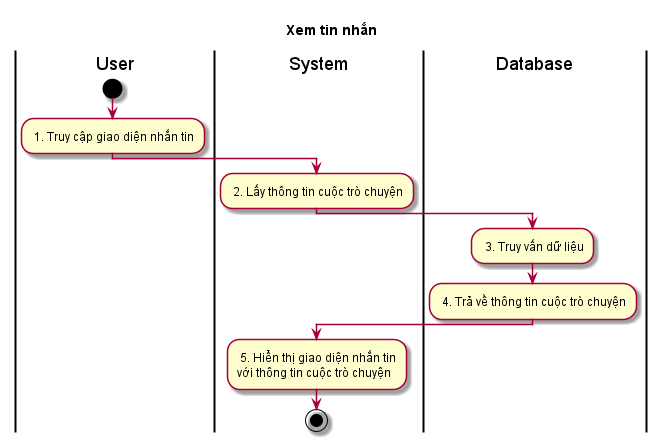 Xem tin nhắn
User
System
Database
1. Truy cập giao diện nhắn tin
2. Lấy thông tin cuộc trò chuyện
3. Truy vấn dữ liệu
4. Trả về thông tin cuộc trò chuyện
5. Hiển thị giao diện nhắn tin
với thông tin cuộc trò chuyện